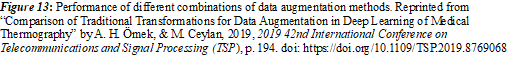 Figure 13: Performance of different combinations of data augmentation methods. Reprinted from
"Comparison of Traditional Transformations for Data Augmentation in Deep Learning of Medical
Thermography" by A. H. Örnek, & M. Ceylan, 2019, 2019 42nd International Conference on
Telecommunications and Signal Processing (TSP), p. 194. doi: https://doi.org/10.1109/TSP.2019.8769068